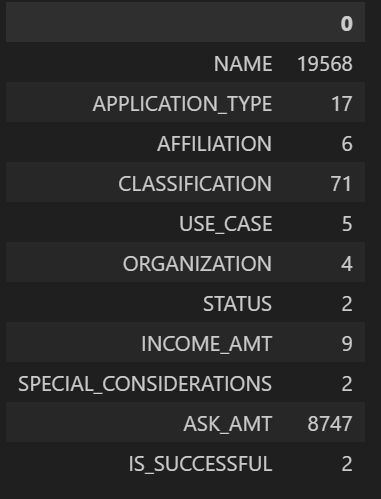 0
NAME 19568
APPLICATION_TYPE 17
AFFILIATION 6
CLASSIFICATION 71
USE_CASE 5
ORGANIZATION 4
STATUS 2
INCOME_AMT 9
SPECIAL_CONSIDERATIONS 2
ASK_AMT 8747
IS_SUCCESSFUL 2